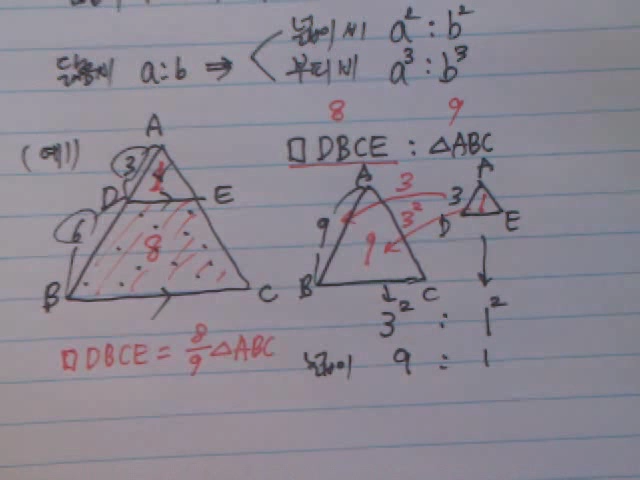 넓이비 a² : b²
닮음비 a : b ⇒
부피비 a³ : b³
8 9
(예1) □DBCE : △ABC
A
3 1
D E
6 8
B C
A 3 A
9 9 3² 3 1
D E
B C
3² : 1²
□DBCE = 8/9 △ABC
넓이 9 : 1